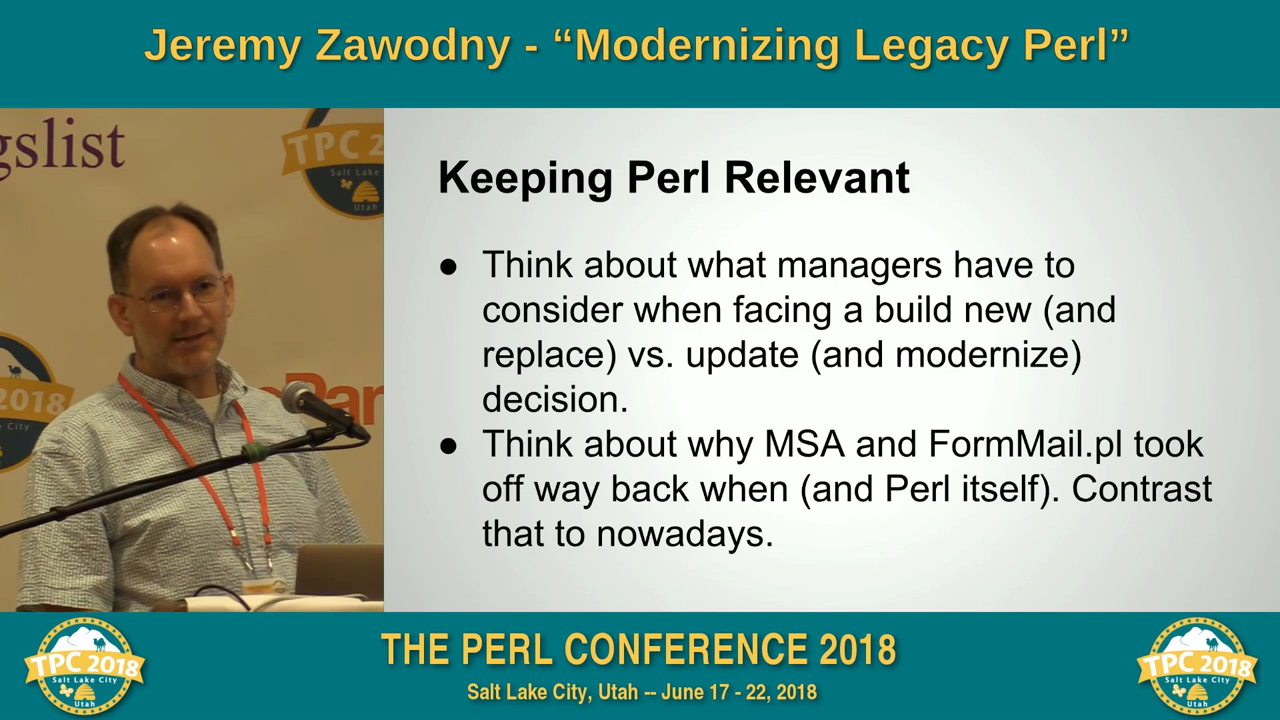 Jeremy Zawodny - “Modernizing Legacy Perl”
gslist
TPC 2
Salt Lake
Utah
2018
Keeping Perl Relevant
● Think about what managers have to
consider when facing a build new (and
replace) vs. update (and modernize)
decision.
● Think about why MSA and FormMail.pl took
off way back when (and Perl itself). Contrast
that to nowadays.
THE PERL CONFERENCE 2018
Salt Lake City, Utah -- June 17 - 22, 2018
TPC 2018
Salt Lake City
Utah
TPC 2018
Salt Lake City
Utah